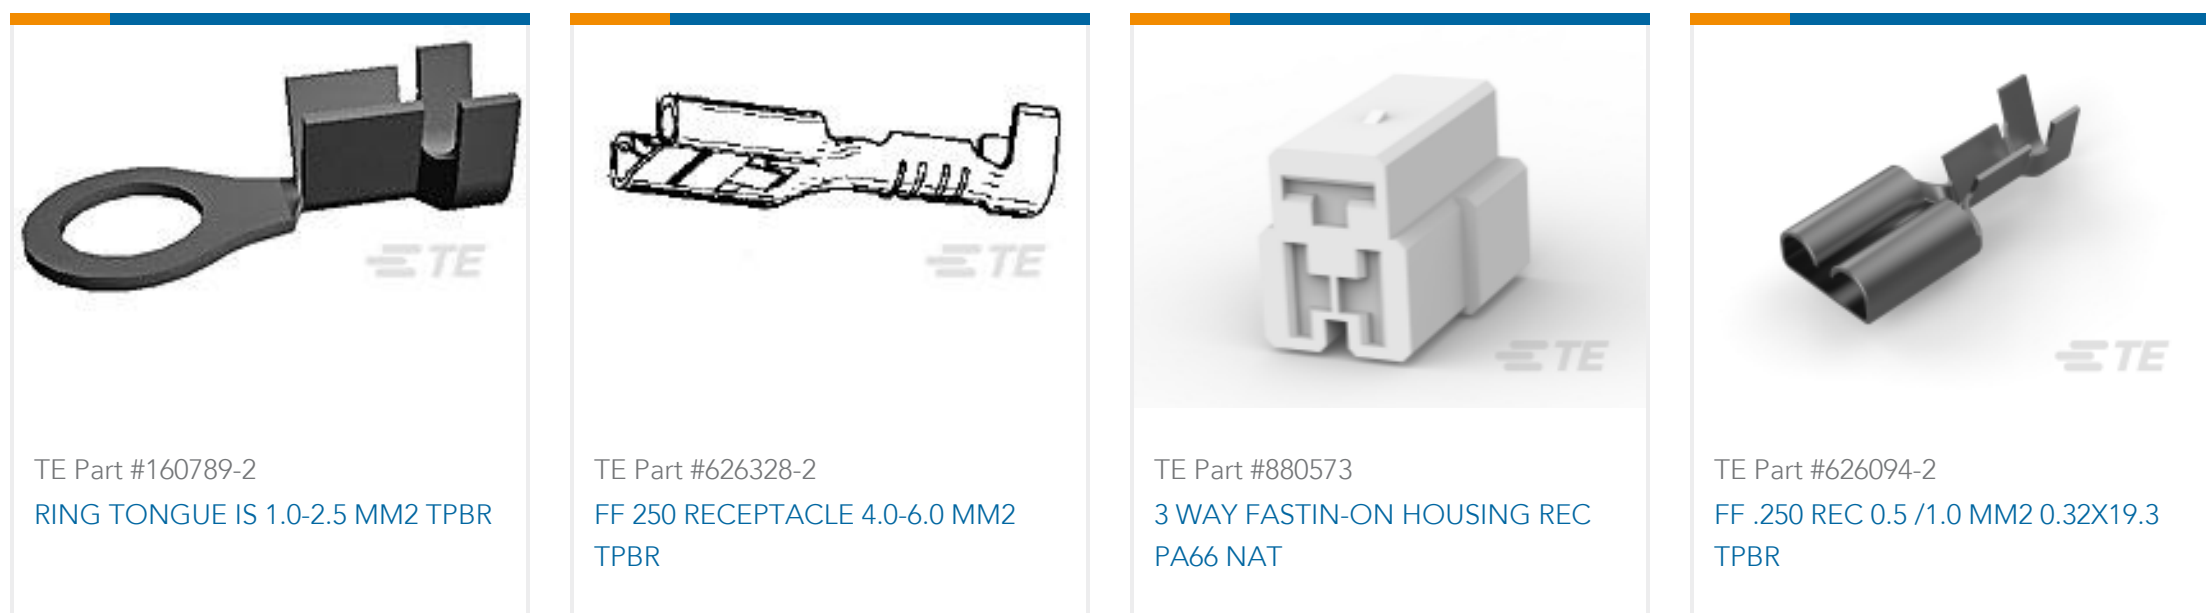 TE
TE
TE
TE
TE Part #160789-2
RING TONGUE IS 1.0-2.5 MM2 TPBR
TE Part #626328-2
FF 250 RECEPTACLE 4.0-6.0 MM2
TPBR
TE Part #880573
3 WAY FASTIN-ON HOUSING REC
PA66 NAT
TE Part #626094-2
FF .250 REC 0.5 /1.0 MM2 0.32X19.3
TPBR